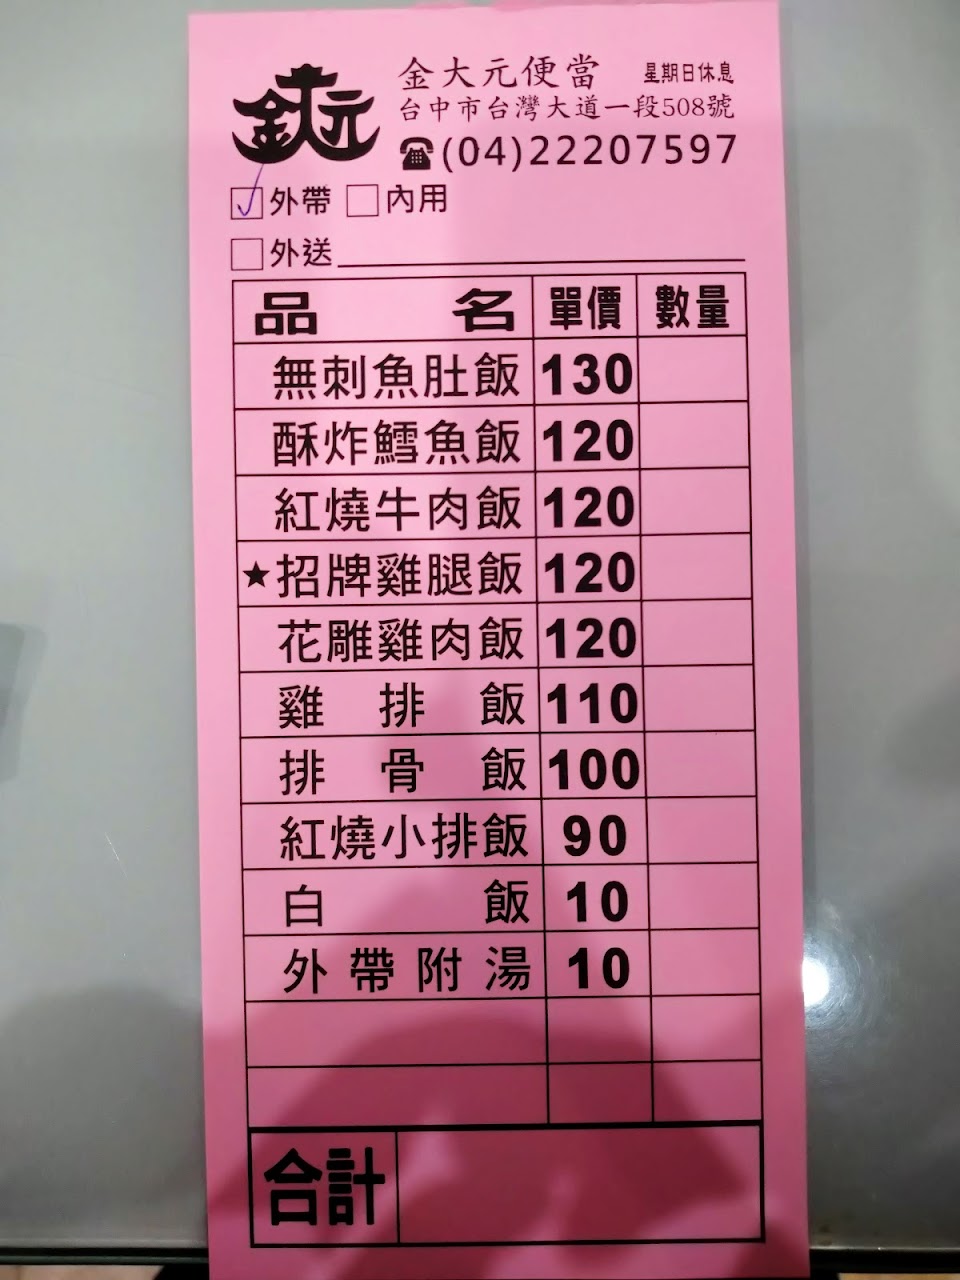 金大元
金大元便當 星期日休息
台中市台灣大道一段508號
☎(04)22207597
☑外帶 □內用
□外送
品名 單價 數量
無刺魚肚飯 130
酥炸鱈魚飯 120
紅燒牛肉飯 120
★招牌雞腿飯 120
花雕雞肉飯 120
雞排飯 110
排骨飯 100
紅燒小排飯 90
白飯 10
外帶附湯 10
合計